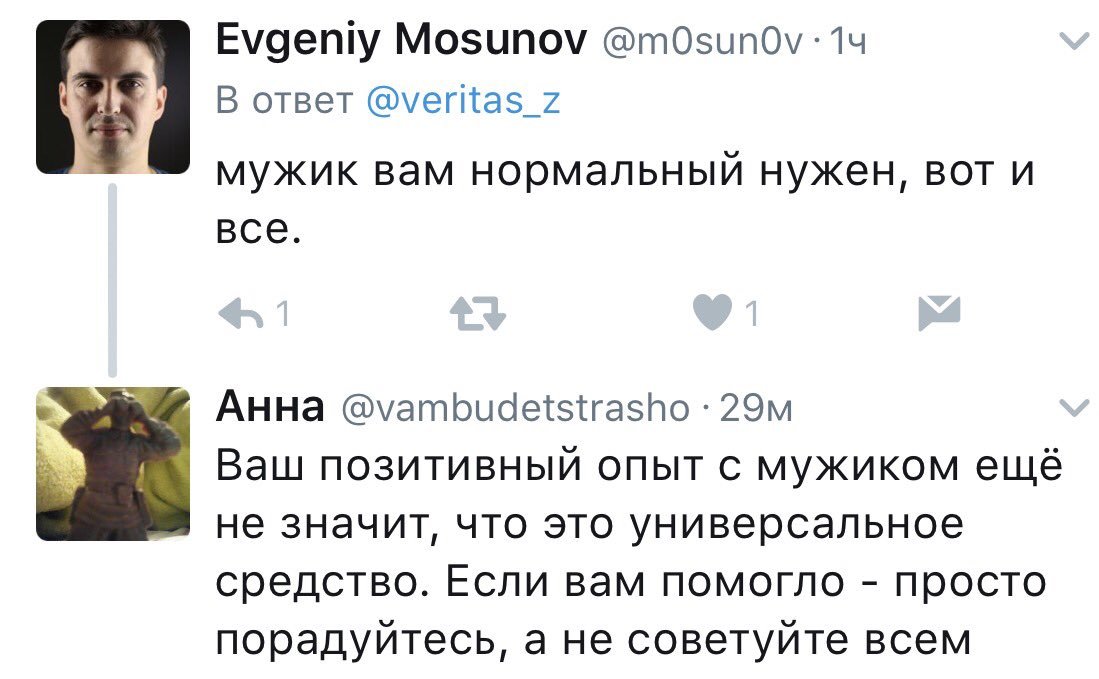 Evgeniy Mosunov @m0sun0v · 1ч
В ответ @veritas_z
мужик вам нормальный нужен, вот и
все.
1 1
Анна @vambudetstrasho · 29м
Ваш позитивный опыт с мужиком ещё
не значит, что это универсальное
средство. Если вам помогло - просто
порадуйтесь, а не советуйте всем